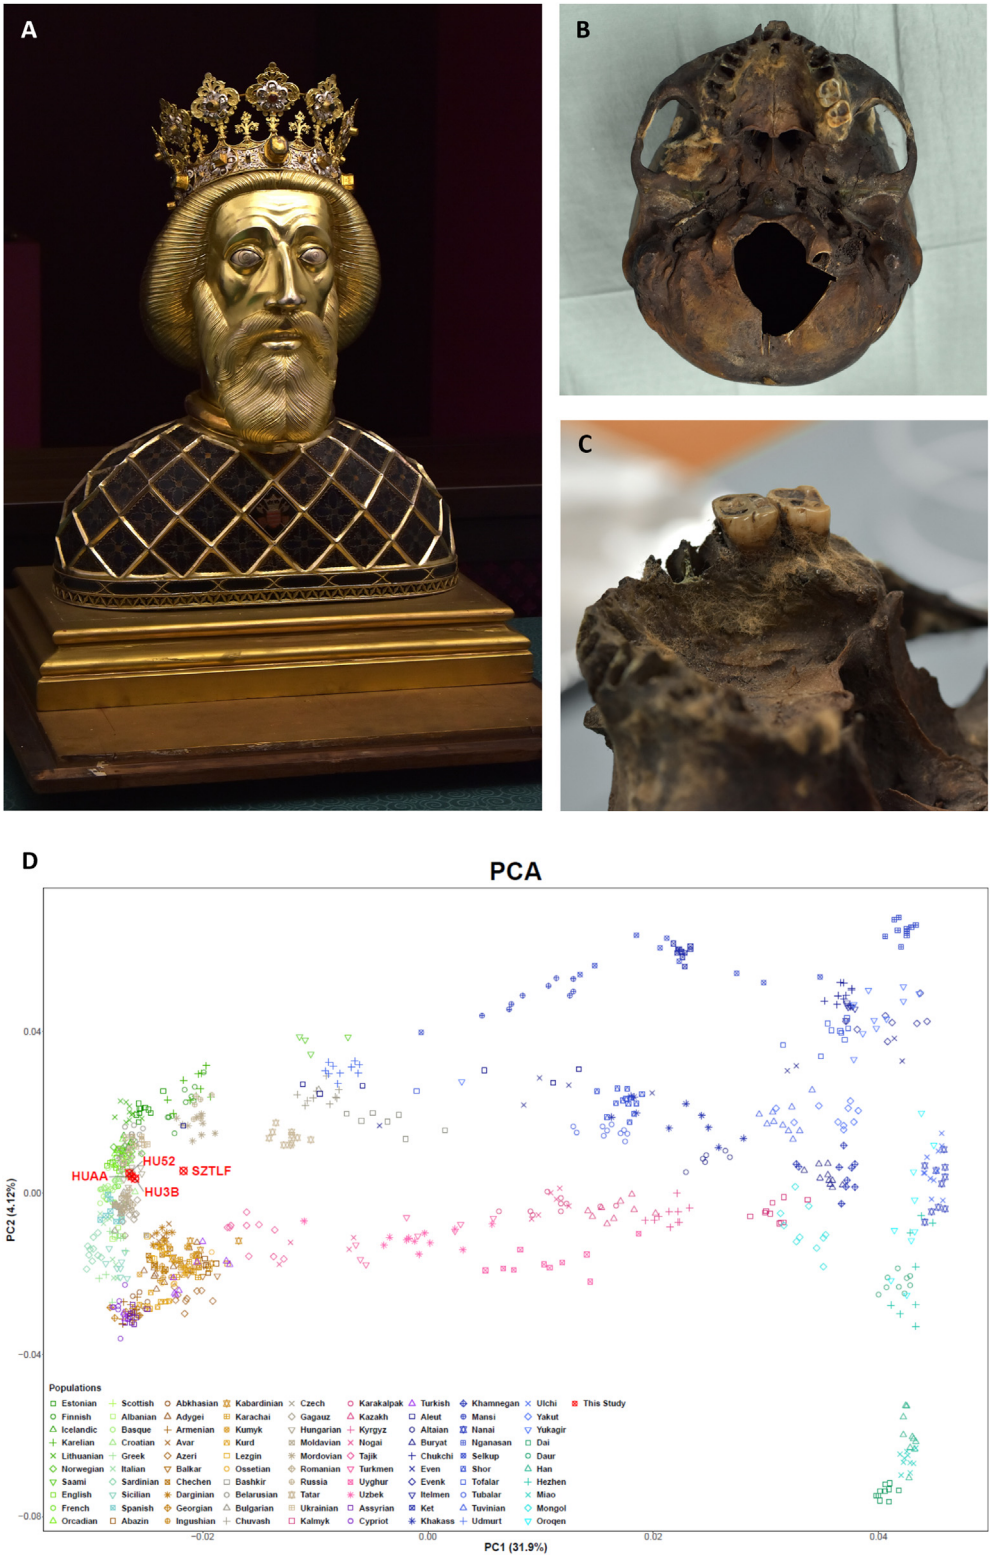 A
B
C
D
PCA
0.04
0.00
−0.04
−0.08
PC2 (4.12%)
HU52
HUAA
SZTLF
HU3B
Populations
Estonian Scottish Abkhasian Kabardinian Czech Karakalpak Turkish Khamnegan Ulchi This Study
Finnish Albanian Adygei Karachai Gagauz Kazakh Aleut Mansi Yakut
Icelandic Basque Armenian Kumyk Hungarian Kyrgyz Altaian Nanai Yukagir
Karelian Croatian Avar Kurd Moldavian Nogai Buryat Nganasan Dai
Lithuanian Greek Azeri Lezgin Mordovian Tajik Chukchi Selkup Daur
Norwegian Italian Balkar Ossetian Romanian Turkmen Even Shor Han
Saami Sardinian Chechen Bashkir Russia Uyghur Evenk Tofalar Hezhen
English Sicilian Darginian Belarusian Tatar Uzbek Itelmen Tubalar Miao
French Spanish Georgian Bulgarian Ukrainian Assyrian Ket Tuvinian Mongol
Orcadian Abazin Ingushian Chuvash Kalmyk Cypriot Khakass Udmurt Oroqen
−0.02 0.00 0.02 0.04
PC1 (31.9%)